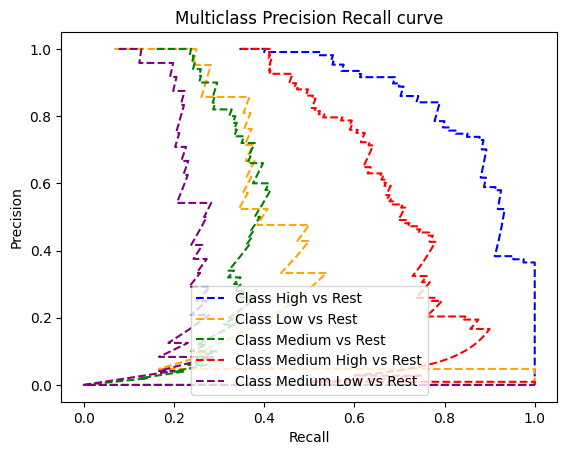 Multiclass Precision Recall curve
Precision
1.0
0.8
0.6
0.4
0.2
0.0
Class High vs Rest
Class Low vs Rest
Class Medium vs Rest
Class Medium High vs Rest
Class Medium Low vs Rest
0.0 0.2 0.4 0.6 0.8 1.0
Recall